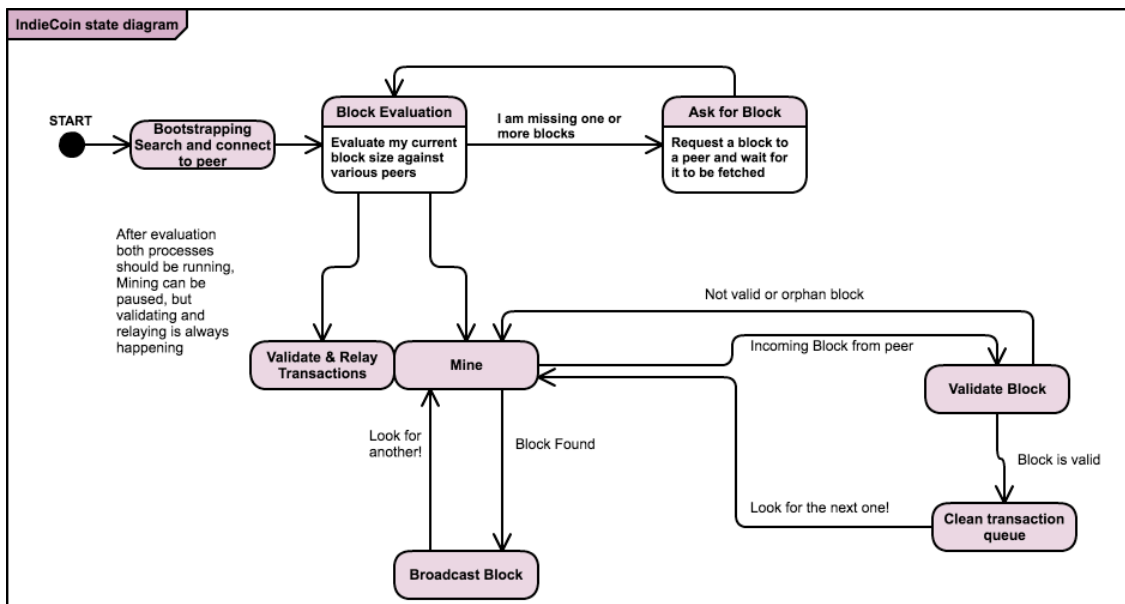 IndieCoin state diagram
START
Bootstrapping
Search and connect
to peer
Block Evaluation
Evaluate my current
block size against
various peers
I am missing one or
more blocks
Ask for Block
Request a block to
a peer and wait for
it to be fetched
After evaluation
both processes
should be running,
Mining can be
paused, but
validating and
relaying is always
happening
Not valid or orphan block
Validate & Relay
Transactions
Mine
Incoming Block from peer
Validate Block
Look for
another!
Block Found
Block is valid
Look for the next one!
Clean transaction
queue
Broadcast Block